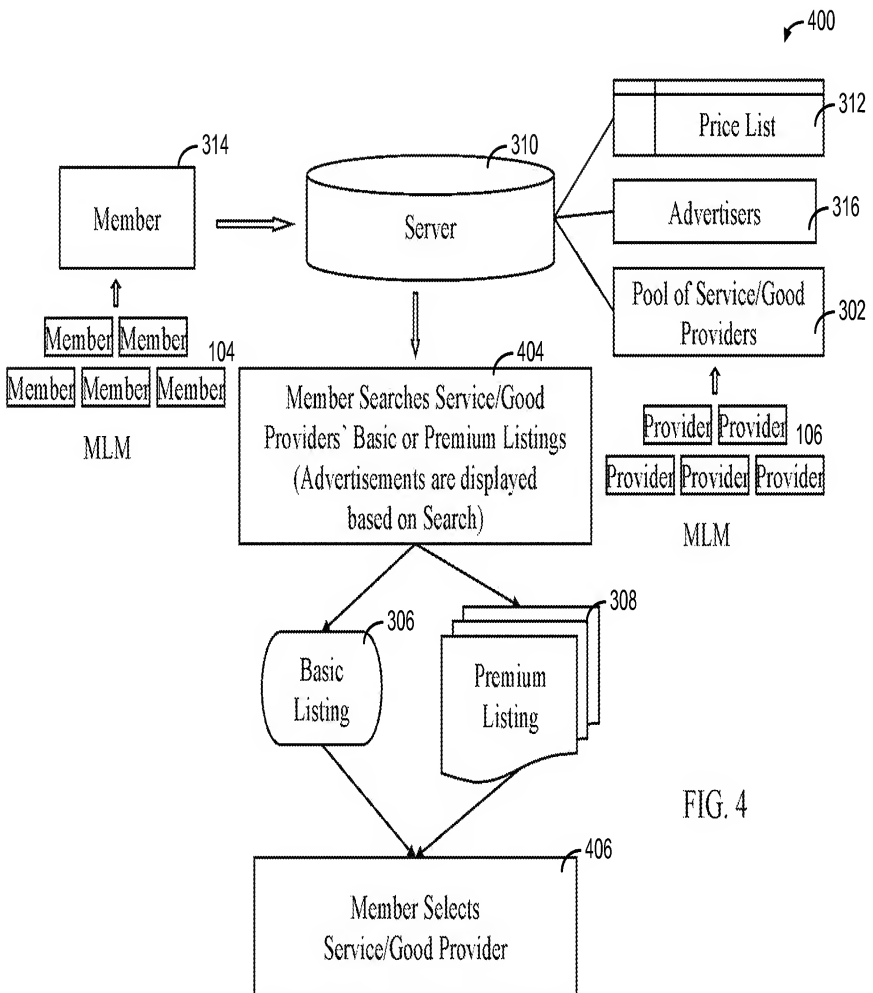 400
312
Price List
314
310
Member
Server
Advertisers
316
Pool of Service/Good
Providers
302
Member Member
104
Member Member Member
MLM
404
Member Searches Service/Good
Providers` Basic or Premium Listings
(Advertisements are displayed
based on Search)
Provider Provider
106
Provider Provider Provider
MLM
306
Basic
Listing
308
Premium
Listing
FIG. 4
406
Member Selects
Service/Good Provider